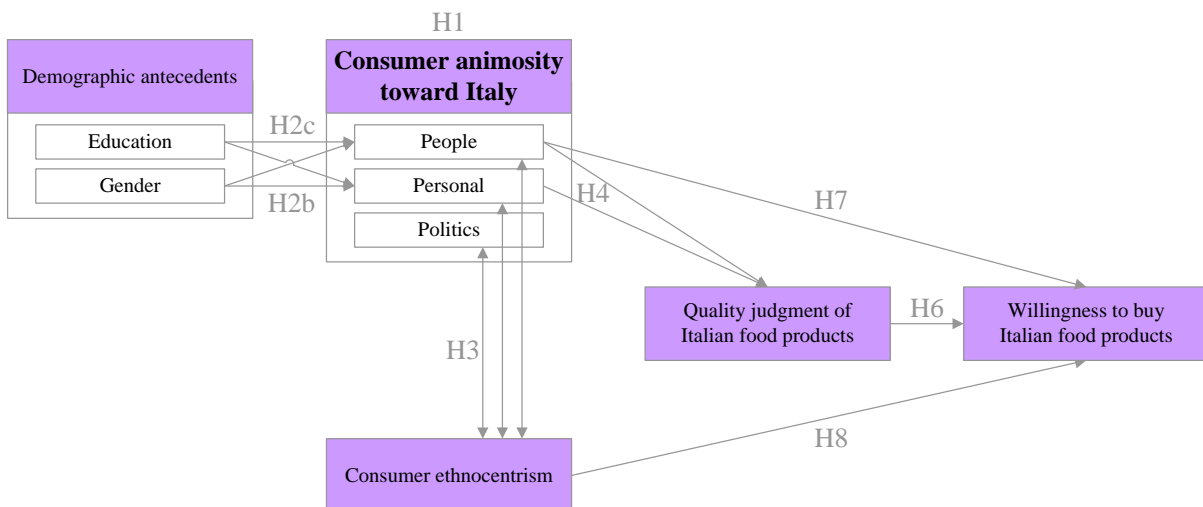 H1
Demographic antecedents
Consumer animosity
toward Italy
Education
H2c
People
Gender
H2b
Personal
H4
H7
Politics
Quality judgment of
Italian food products
H6
Willingness to buy
Italian food products
H3
H8
Consumer ethnocentrism